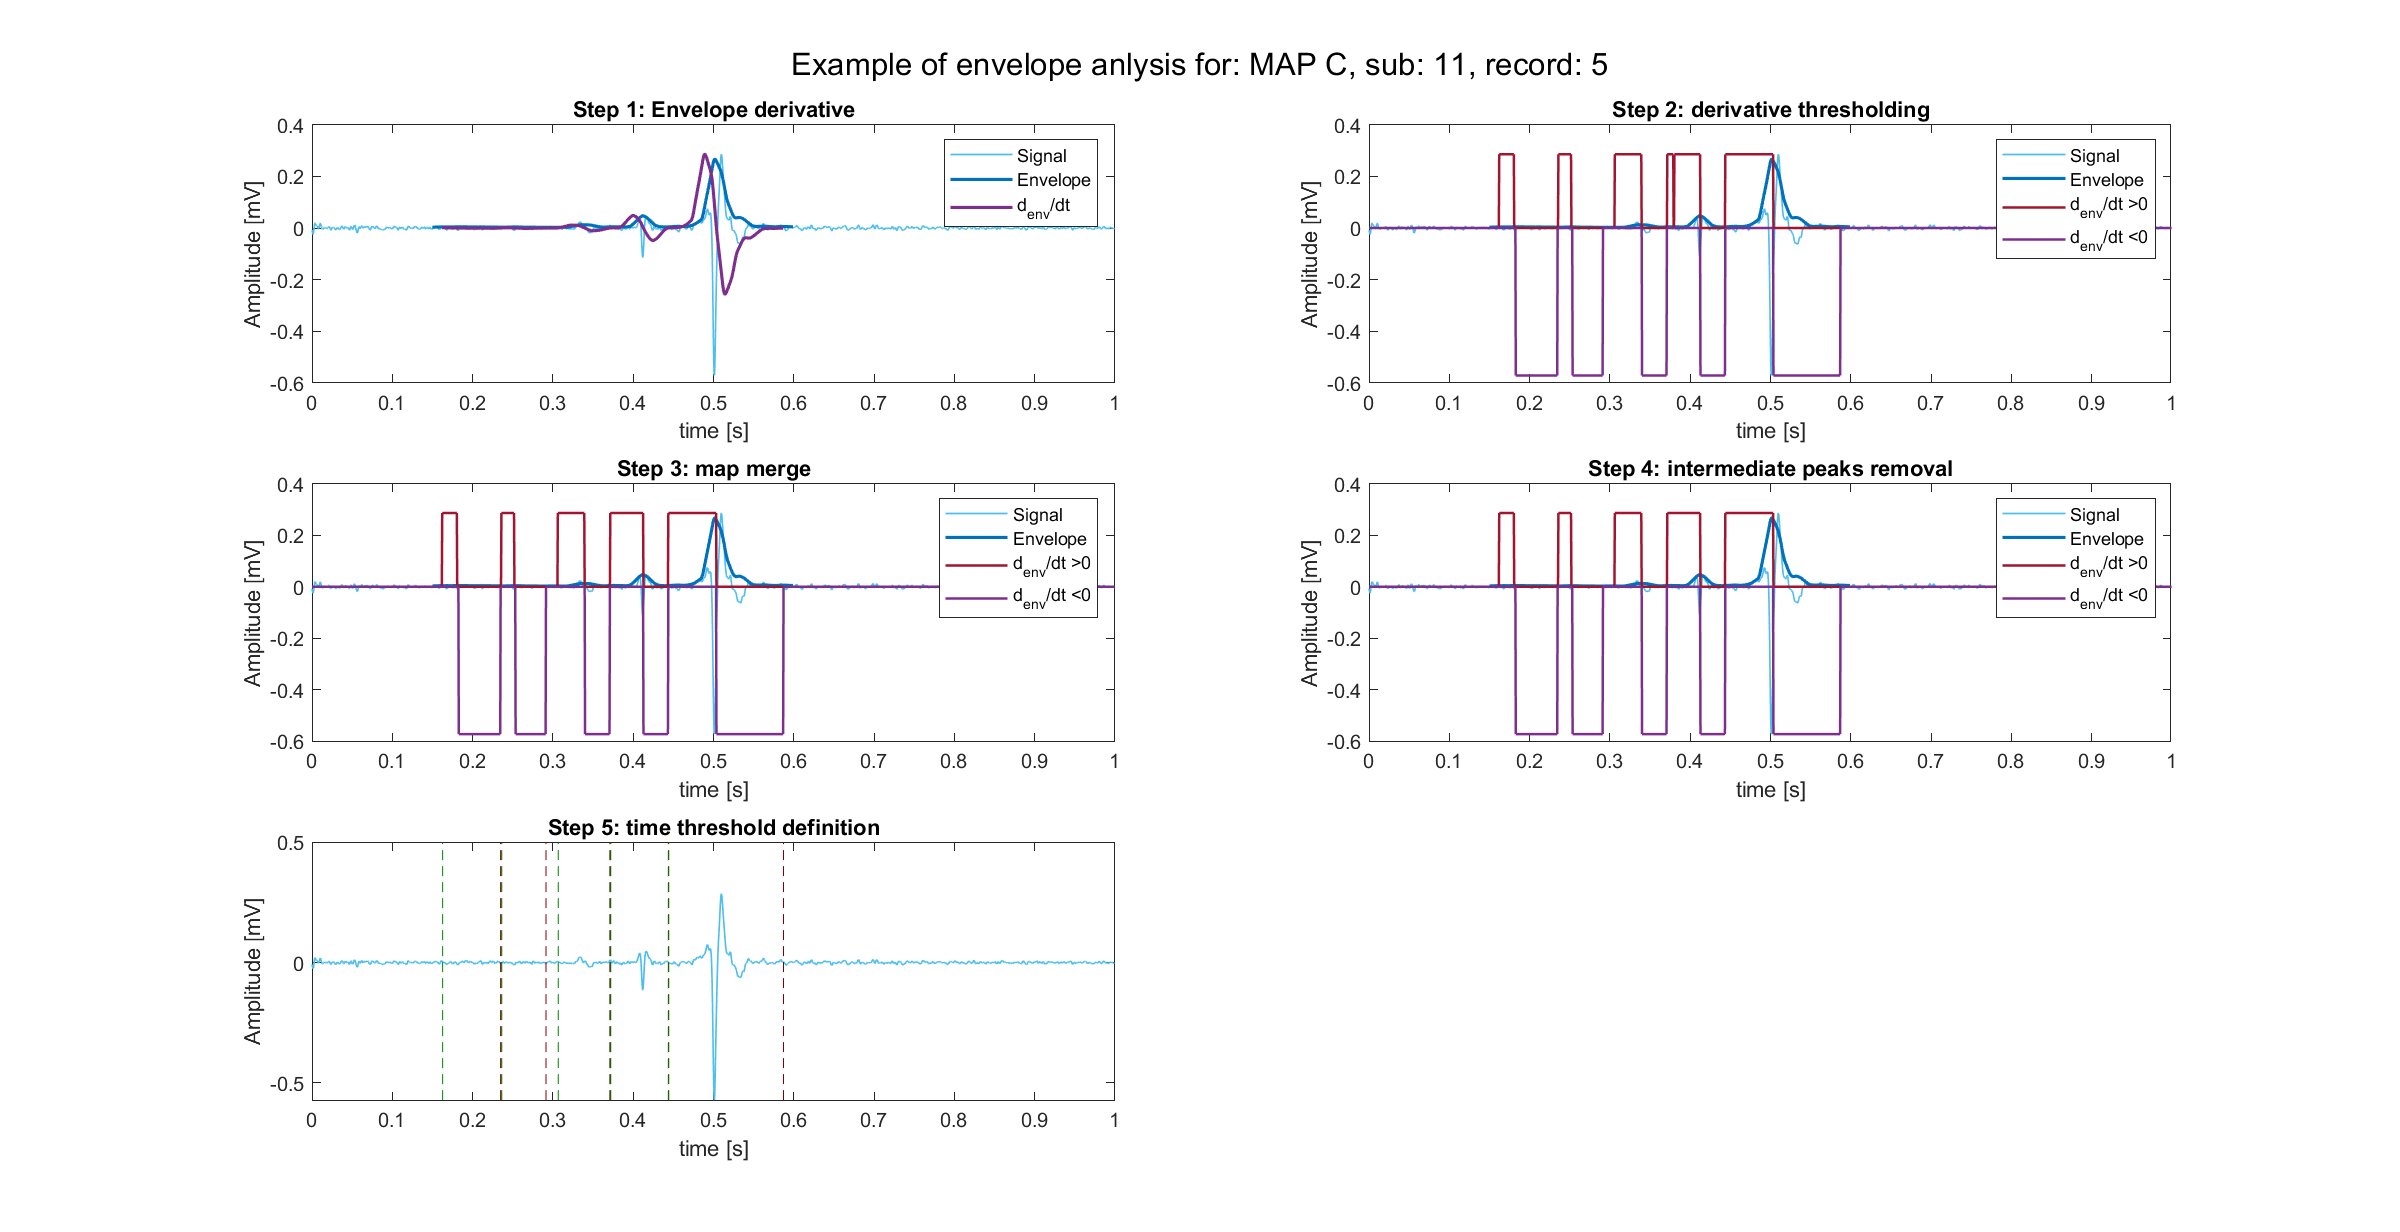 Example of envelope anlysis for: MAP C, sub: 11, record: 5
Step 1: Envelope derivative
0.4
0.2
0
-0.2
-0.4
-0.6
Amplitude [mV]
0 0.1 0.2 0.3 0.4 0.5 0.6 0.7 0.8 0.9 1
time [s]
Signal
Envelope
d_env/dt
Step 2: derivative thresholding
0.4
0.2
0
-0.2
-0.4
-0.6
Amplitude [mV]
0 0.1 0.2 0.3 0.4 0.5 0.6 0.7 0.8 0.9 1
time [s]
Signal
Envelope
d_env/dt >0
d_env/dt <0
Step 3: map merge
0.4
0.2
0
-0.2
-0.4
-0.6
Amplitude [mV]
0 0.1 0.2 0.3 0.4 0.5 0.6 0.7 0.8 0.9 1
time [s]
Signal
Envelope
d_env/dt >0
d_env/dt <0
Step 4: intermediate peaks removal
0.4
0.2
0
-0.2
-0.4
-0.6
Amplitude [mV]
0 0.1 0.2 0.3 0.4 0.5 0.6 0.7 0.8 0.9 1
time [s]
Signal
Envelope
d_env/dt >0
d_env/dt <0
Step 5: time threshold definition
0.5
0
-0.5
Amplitude [mV]
0 0.1 0.2 0.3 0.4 0.5 0.6 0.7 0.8 0.9 1
time [s]